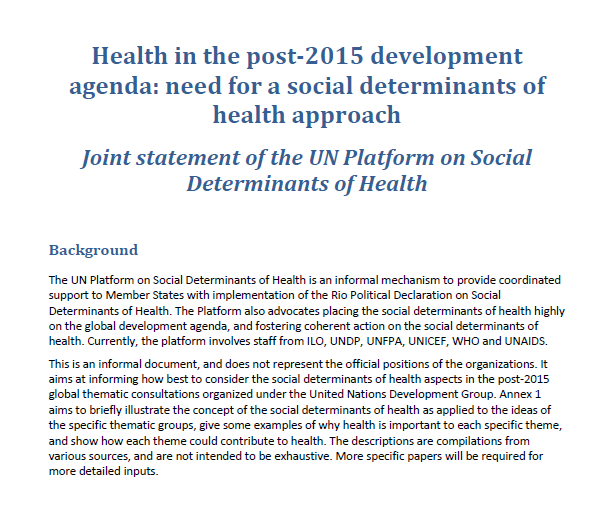 Health in the post-2015 development
agenda: need for a social determinants of
health approach
Joint statement of the UN Platform on Social
Determinants of Health
Background
The UN Platform on Social Determinants of Health is an informal mechanism to provide coordinated
support to Member States with implementation of the Rio Political Declaration on Social
Determinants of Health. The Platform also advocates placing the social determinants of health highly
on the global development agenda, and fostering coherent action on the social determinants of
health. Currently, the platform involves staff from ILO, UNDP, UNFPA, UNICEF, WHO and UNAIDS.
This is an informal document, and does not represent the official positions of the organizations. It
aims at informing how best to consider the social determinants of health aspects in the post-2015
global thematic consultations organized under the United Nations Development Group. Annex 1
aims to briefly illustrate the concept of the social determinants of health as applied to the ideas of
the specific thematic groups, give some examples of why health is important to each specific theme,
and show how each theme could contribute to health. The descriptions are compilations from
various sources, and are not intended to be exhaustive. More specific papers will be required for
more detailed inputs.